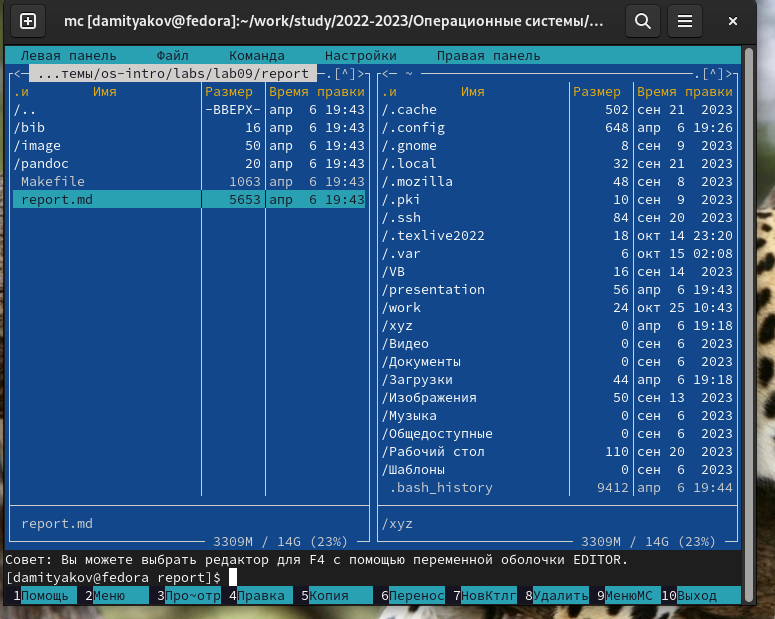 mc [damityakov@fedora]:~/work/study/2022-2023/Операционные системы/...
Левая панель Файл Команда Настройки Правая панель
<─ ...темы/os-intro/labs/lab09/report ─.[^]>
.и Имя Размер Время правки
/.. -ВВЕРХ- апр 6 19:43
/bib 16 апр 6 19:43
/image 50 апр 6 19:43
/pandoc 20 апр 6 19:43
Makefile 1063 апр 6 19:43
report.md 5653 апр 6 19:43
report.md
3309M / 14G (23%)
<─ ~ ─.[^]>
.и Имя Размер Время правки
/.cache 502 сен 21 2023
/.config 648 апр 6 19:26
/.gnome 8 сен 9 2023
/.local 32 сен 21 2023
/.mozilla 48 сен 8 2023
/.pki 10 сен 9 2023
/.ssh 84 сен 20 2023
/.texlive2022 18 окт 14 23:20
/.var 6 окт 15 02:08
/VB 16 сен 14 2023
/presentation 56 апр 6 19:43
/work 24 окт 25 10:43
/xyz 0 апр 6 19:18
/Видео 0 сен 6 2023
/Документы 0 сен 6 2023
/Загрузки 44 апр 6 19:18
/Изображения 50 сен 13 2023
/Музыка 0 сен 6 2023
/Общедоступные 0 сен 6 2023
/Рабочий стол 110 сен 20 2023
/Шаблоны 0 сен 6 2023
.bash_history 9412 апр 6 19:44
/xyz
3309M / 14G (23%)
Совет: Вы можете выбрать редактор для F4 с помощью переменной оболочки EDITOR.
[damityakov@fedora report]$
1Помощь 2Меню 3Про~отр 4Правка 5Копия 6Перенос 7НовКтлг 8Удалить 9МенюМС 10Выход